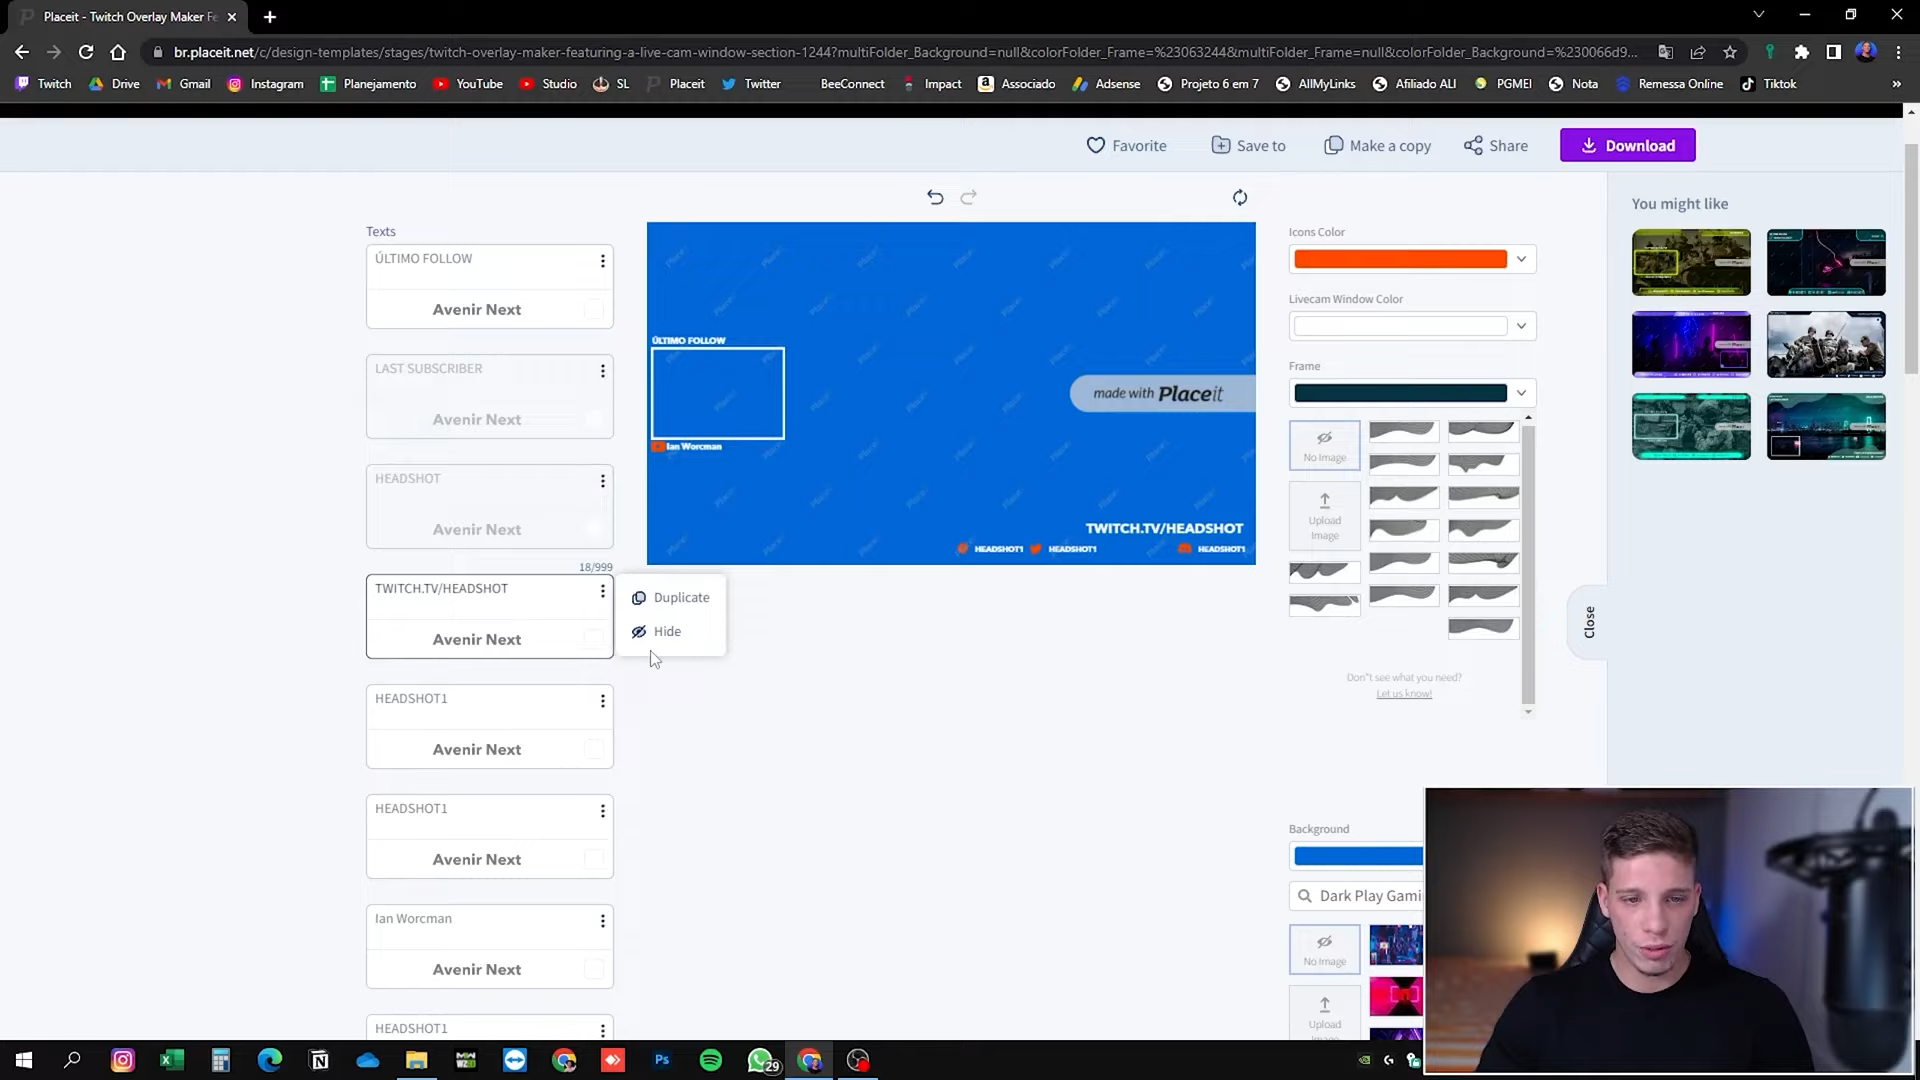 Placeit - Twitch Overlay Maker Fe
br.placeit.net/c/design-templates/stages/twitch-overlay-maker-featuring-a-live-cam-window-section-1244?multiFolder_Background=null&colorFolder_Frame=%23063244&multiFolder_Frame=null&colorFolder_Background=%230066d9...
Twitch Drive Gmail Instagram Planejamento YouTube Studio SL Placeit Twitter BeeConnect Impact Associado Adsense Projeto 6 em 7 AllMyLinks Afiliado ALI PGMEI Nota Remessa Online Tiktok »
Favorite Save to Make a copy Share Download
You might like
Texts
ÚLTIMO FOLLOW
Avenir Next
LAST SUBSCRIBER
Avenir Next
HEADSHOT
Avenir Next
18/999
TWITCH.TV/HEADSHOT
Avenir Next
Duplicate
Hide
HEADSHOT1
Avenir Next
HEADSHOT1
Avenir Next
Ian Worcman
Avenir Next
HEADSHOT1
ÚLTIMO FOLLOW
Ian Worcman
made with Placeit
TWITCH.TV/HEADSHOT
HEADSHOT1 HEADSHOT1 HEADSHOT1
Icons Color
Livecam Window Color
Frame
No Image
Upload
Image
Don"t see what you need?
Let us know!
Close
Background
Dark Play Gami
No Image
Upload
Ps
29